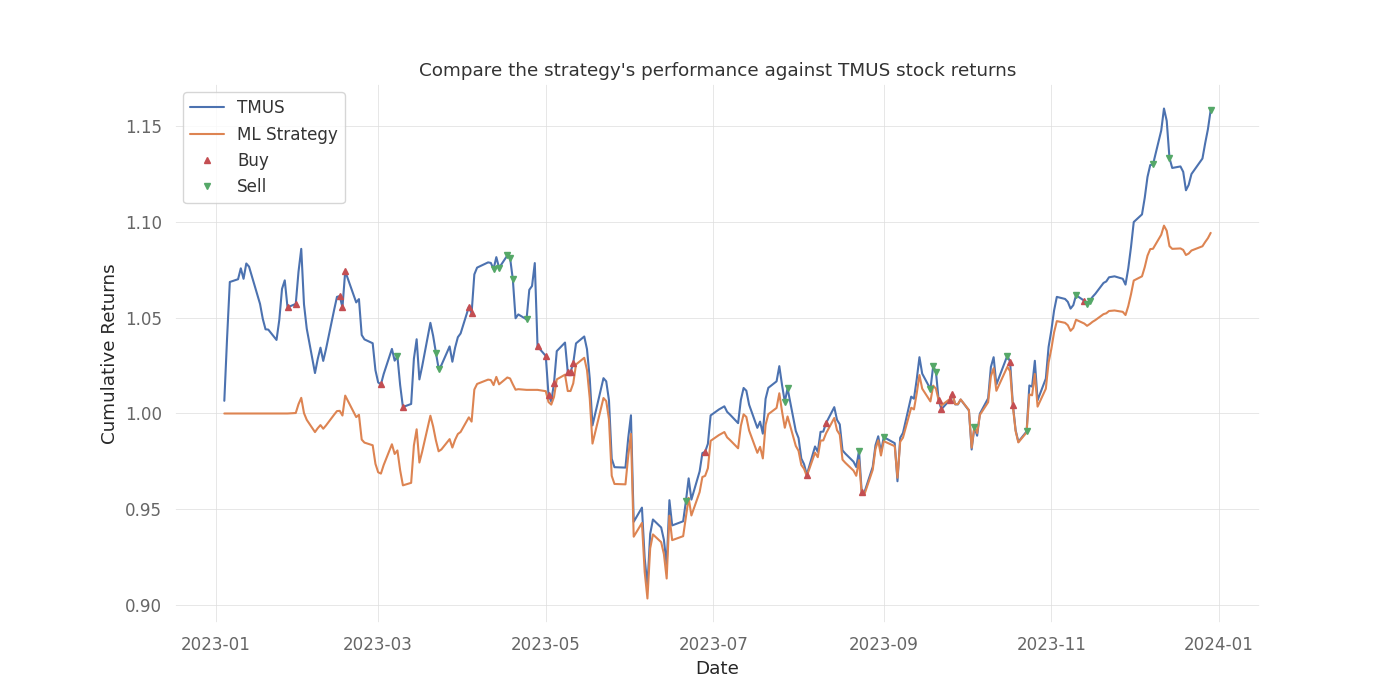 Compare the strategy's performance against TMUS stock returns
TMUS
ML Strategy
Buy
Sell
1.15
1.10
1.05
1.00
0.95
0.90
Cumulative Returns
2023-01
2023-03
2023-05
2023-07
2023-09
2023-11
2024-01
Date